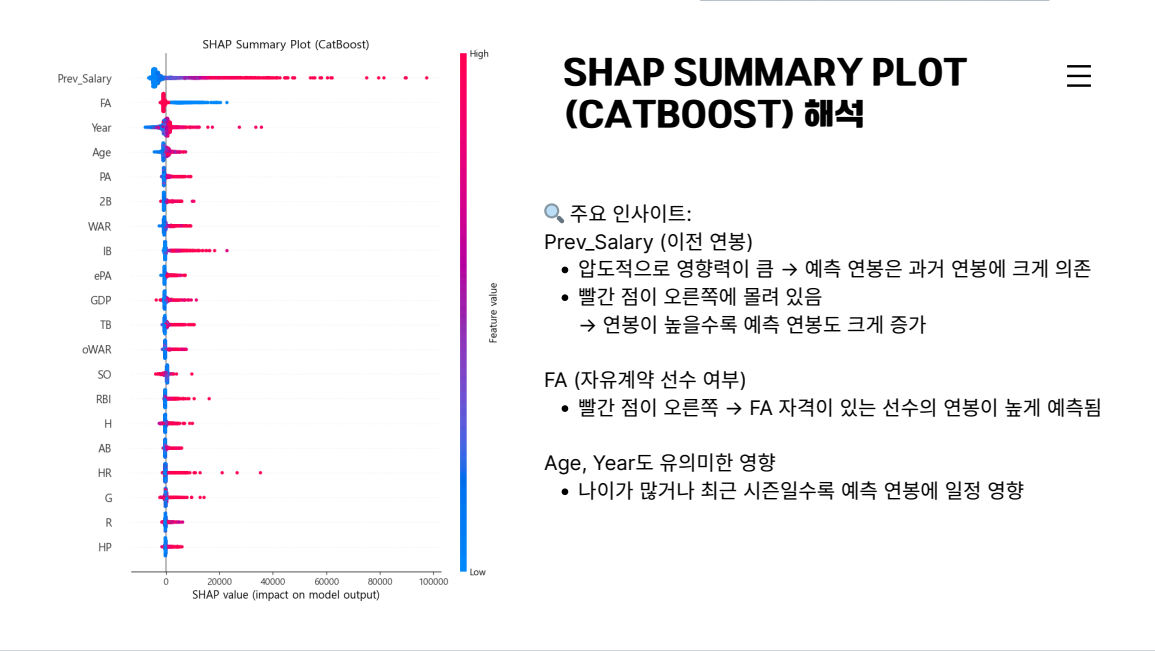 SHAP Summary Plot (CatBoost)
Prev_Salary
FA
Year
Age
PA
2B
WAR
IB
ePA
GDP
TB
oWAR
SO
RBI
H
AB
HR
G
R
HP
0 20000 40000 60000 80000 100000
SHAP value (impact on model output)
High
Feature value
Low
SHAP SUMMARY PLOT
(CATBOOST) 해석
🔍 주요 인사이트:
Prev_Salary (이전 연봉)
• 압도적으로 영향력이 큼 → 예측 연봉은 과거 연봉에 크게 의존
• 빨간 점이 오른쪽에 몰려 있음
→ 연봉이 높을수록 예측 연봉도 크게 증가
FA (자유계약 선수 여부)
• 빨간 점이 오른쪽 → FA 자격이 있는 선수의 연봉이 높게 예측됨
Age, Year도 유의미한 영향
• 나이가 많거나 최근 시즌일수록 예측 연봉에 일정 영향